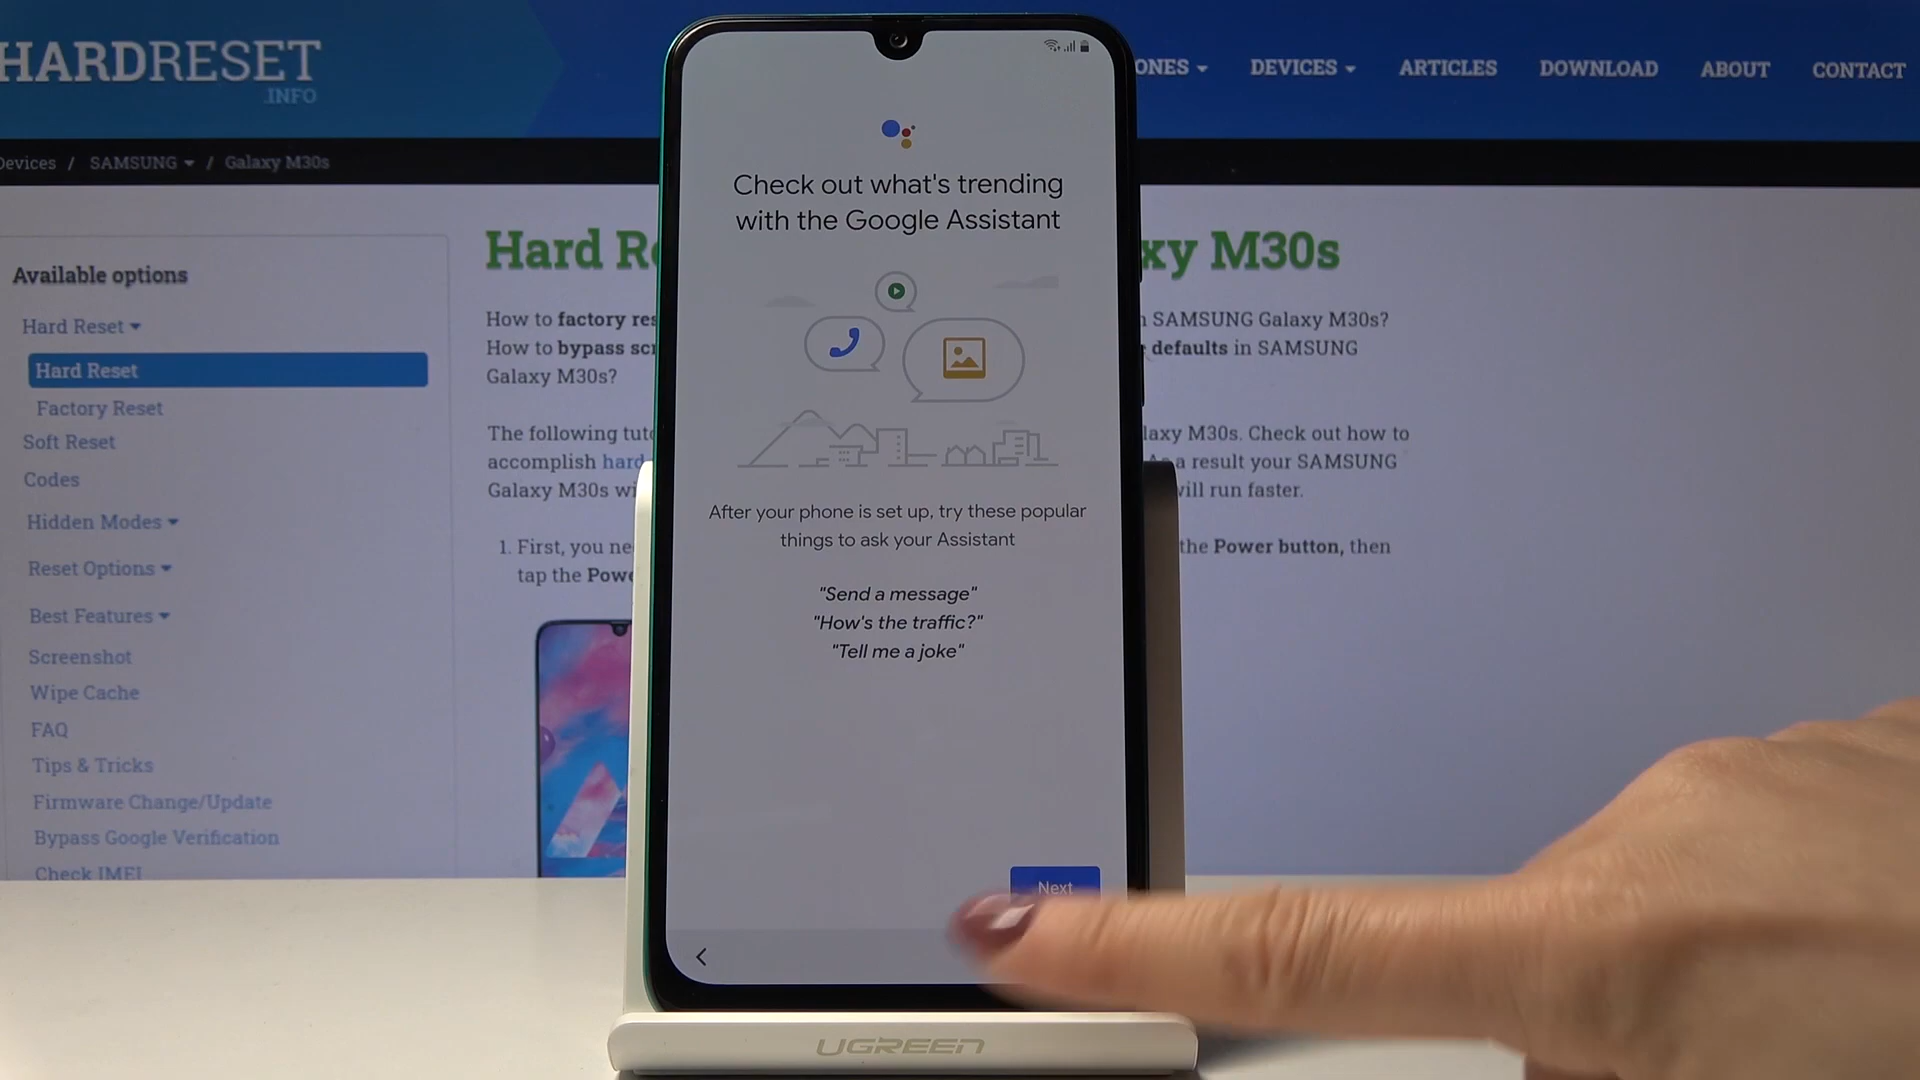 HARDRESET
.INFO
ONES
DEVICES
ARTICLES
DOWNLOAD
ABOUT
CONTACT
Devices / SAMSUNG / Galaxy M30s
Available options
Hard Reset
Hard Reset
Factory Reset
Soft Reset
Codes
Hidden Modes
Reset Options
Best Features
Screenshot
Wipe Cache
FAQ
Tips & Tricks
Firmware Change/Update
Bypass Google Verification
Check IMEI
Hard Re
xy M30s
How to factory res
SAMSUNG Galaxy M30s?
How to bypass scr
defaults in SAMSUNG
Galaxy M30s?
The following tuto
laxy M30s. Check out how to
accomplish hard
As a result your SAMSUNG
Galaxy M30s wi
will run faster.
1. First, you ne
the Power button, then
tap the Powe
Check out what's trending
with the Google Assistant
After your phone is set up, try these popular
things to ask your Assistant
"Send a message"
"How's the traffic?"
"Tell me a joke"
Next
UGREEN